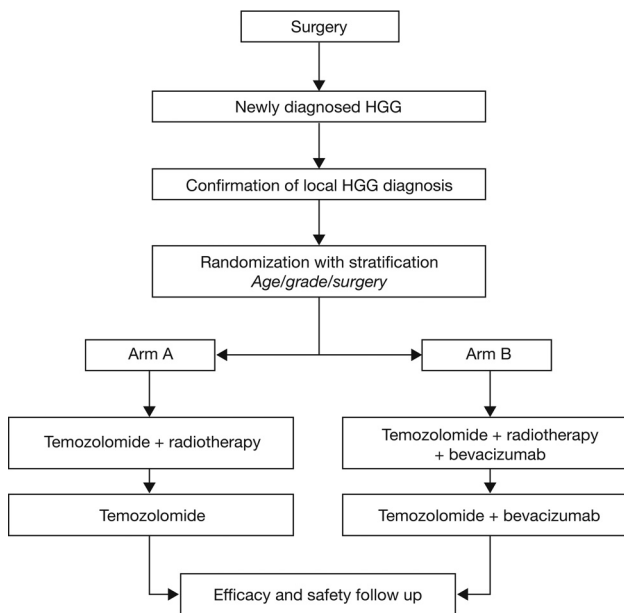 Surgery
Newly diagnosed HGG
Confirmation of local HGG diagnosis
Randomization with stratification
Age/grade/surgery
Arm A
Arm B
Temozolomide + radiotherapy
Temozolomide + radiotherapy
+ bevacizumab
Temozolomide
Temozolomide + bevacizumab
Efficacy and safety follow up